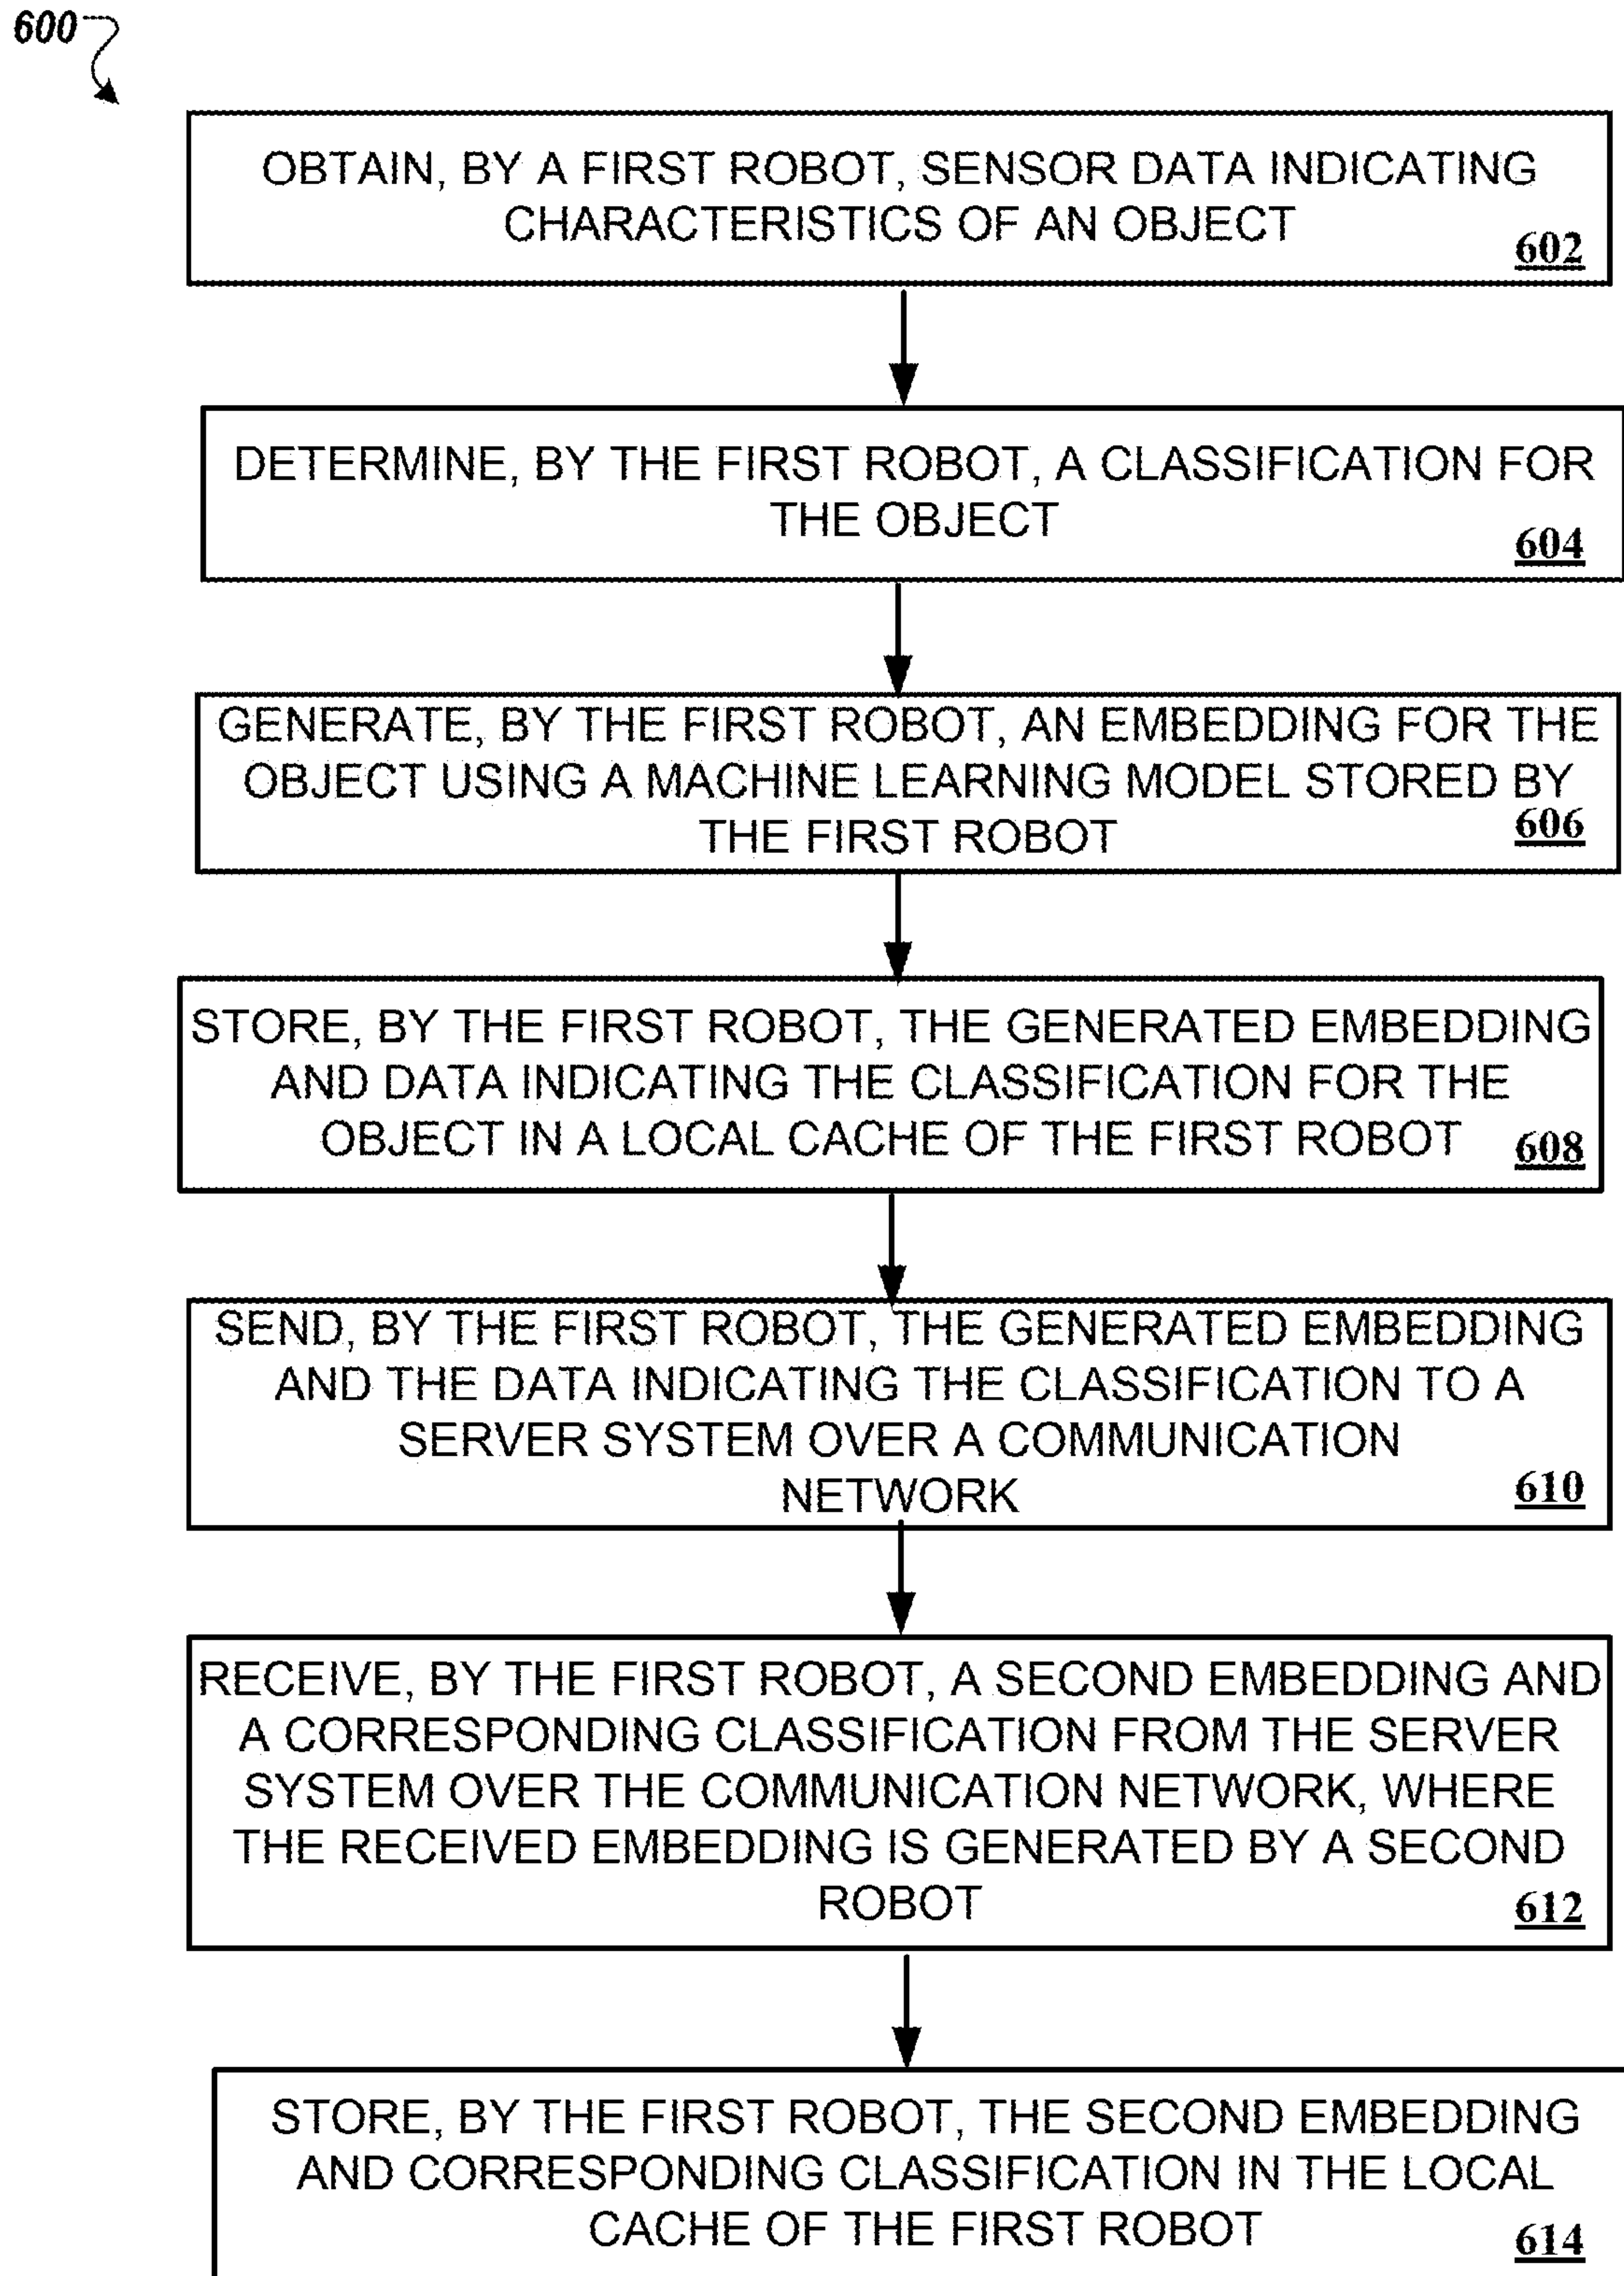 600
OBTAIN, BY A FIRST ROBOT, SENSOR DATA INDICATING
CHARACTERISTICS OF AN OBJECT
602
DETERMINE, BY THE FIRST ROBOT, A CLASSIFICATION FOR
THE OBJECT
604
GENERATE, BY THE FIRST ROBOT, AN EMBEDDING FOR THE
OBJECT USING A MACHINE LEARNING MODEL STORED BY
THE FIRST ROBOT
606
STORE, BY THE FIRST ROBOT, THE GENERATED EMBEDDING
AND DATA INDICATING THE CLASSIFICATION FOR THE
OBJECT IN A LOCAL CACHE OF THE FIRST ROBOT
608
SEND, BY THE FIRST ROBOT, THE GENERATED EMBEDDING
AND THE DATA INDICATING THE CLASSIFICATION TO A
SERVER SYSTEM OVER A COMMUNICATION
NETWORK
610
RECEIVE, BY THE FIRST ROBOT, A SECOND EMBEDDING AND
A CORRESPONDING CLASSIFICATION FROM THE SERVER
SYSTEM OVER THE COMMUNICATION NETWORK, WHERE
THE RECEIVED EMBEDDING IS GENERATED BY A SECOND
ROBOT
612
STORE, BY THE FIRST ROBOT, THE SECOND EMBEDDING
AND CORRESPONDING CLASSIFICATION IN THE LOCAL
CACHE OF THE FIRST ROBOT
614